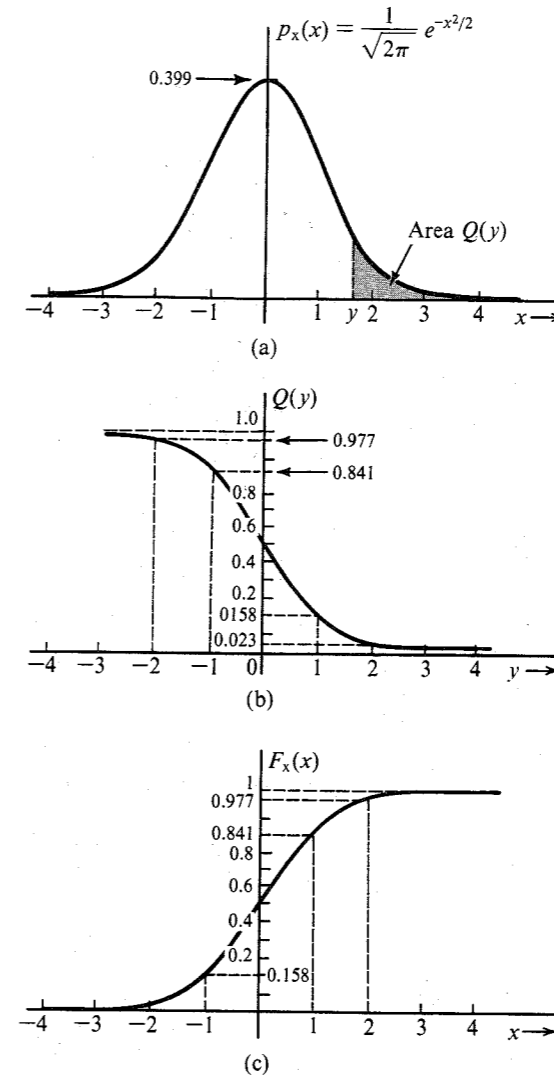 pₓ(x) = 1/√2π e^(−x²/2)
0.399
Area Q(y)
−4 −3 −2 −1 1 y 2 3 4 x
(a)
Q(y)
1.0
0.977
0.841
0.8
0.6
0.4
0.2
0158
0.023
−4 −3 −2 −1 0 1 2 3 4 y
(b)
Fₓ(x)
1
0.977
0.841
0.8
0.6
0.4
0.2
0.158
−4 −3 −2 −1 1 2 3 4 x
(c)